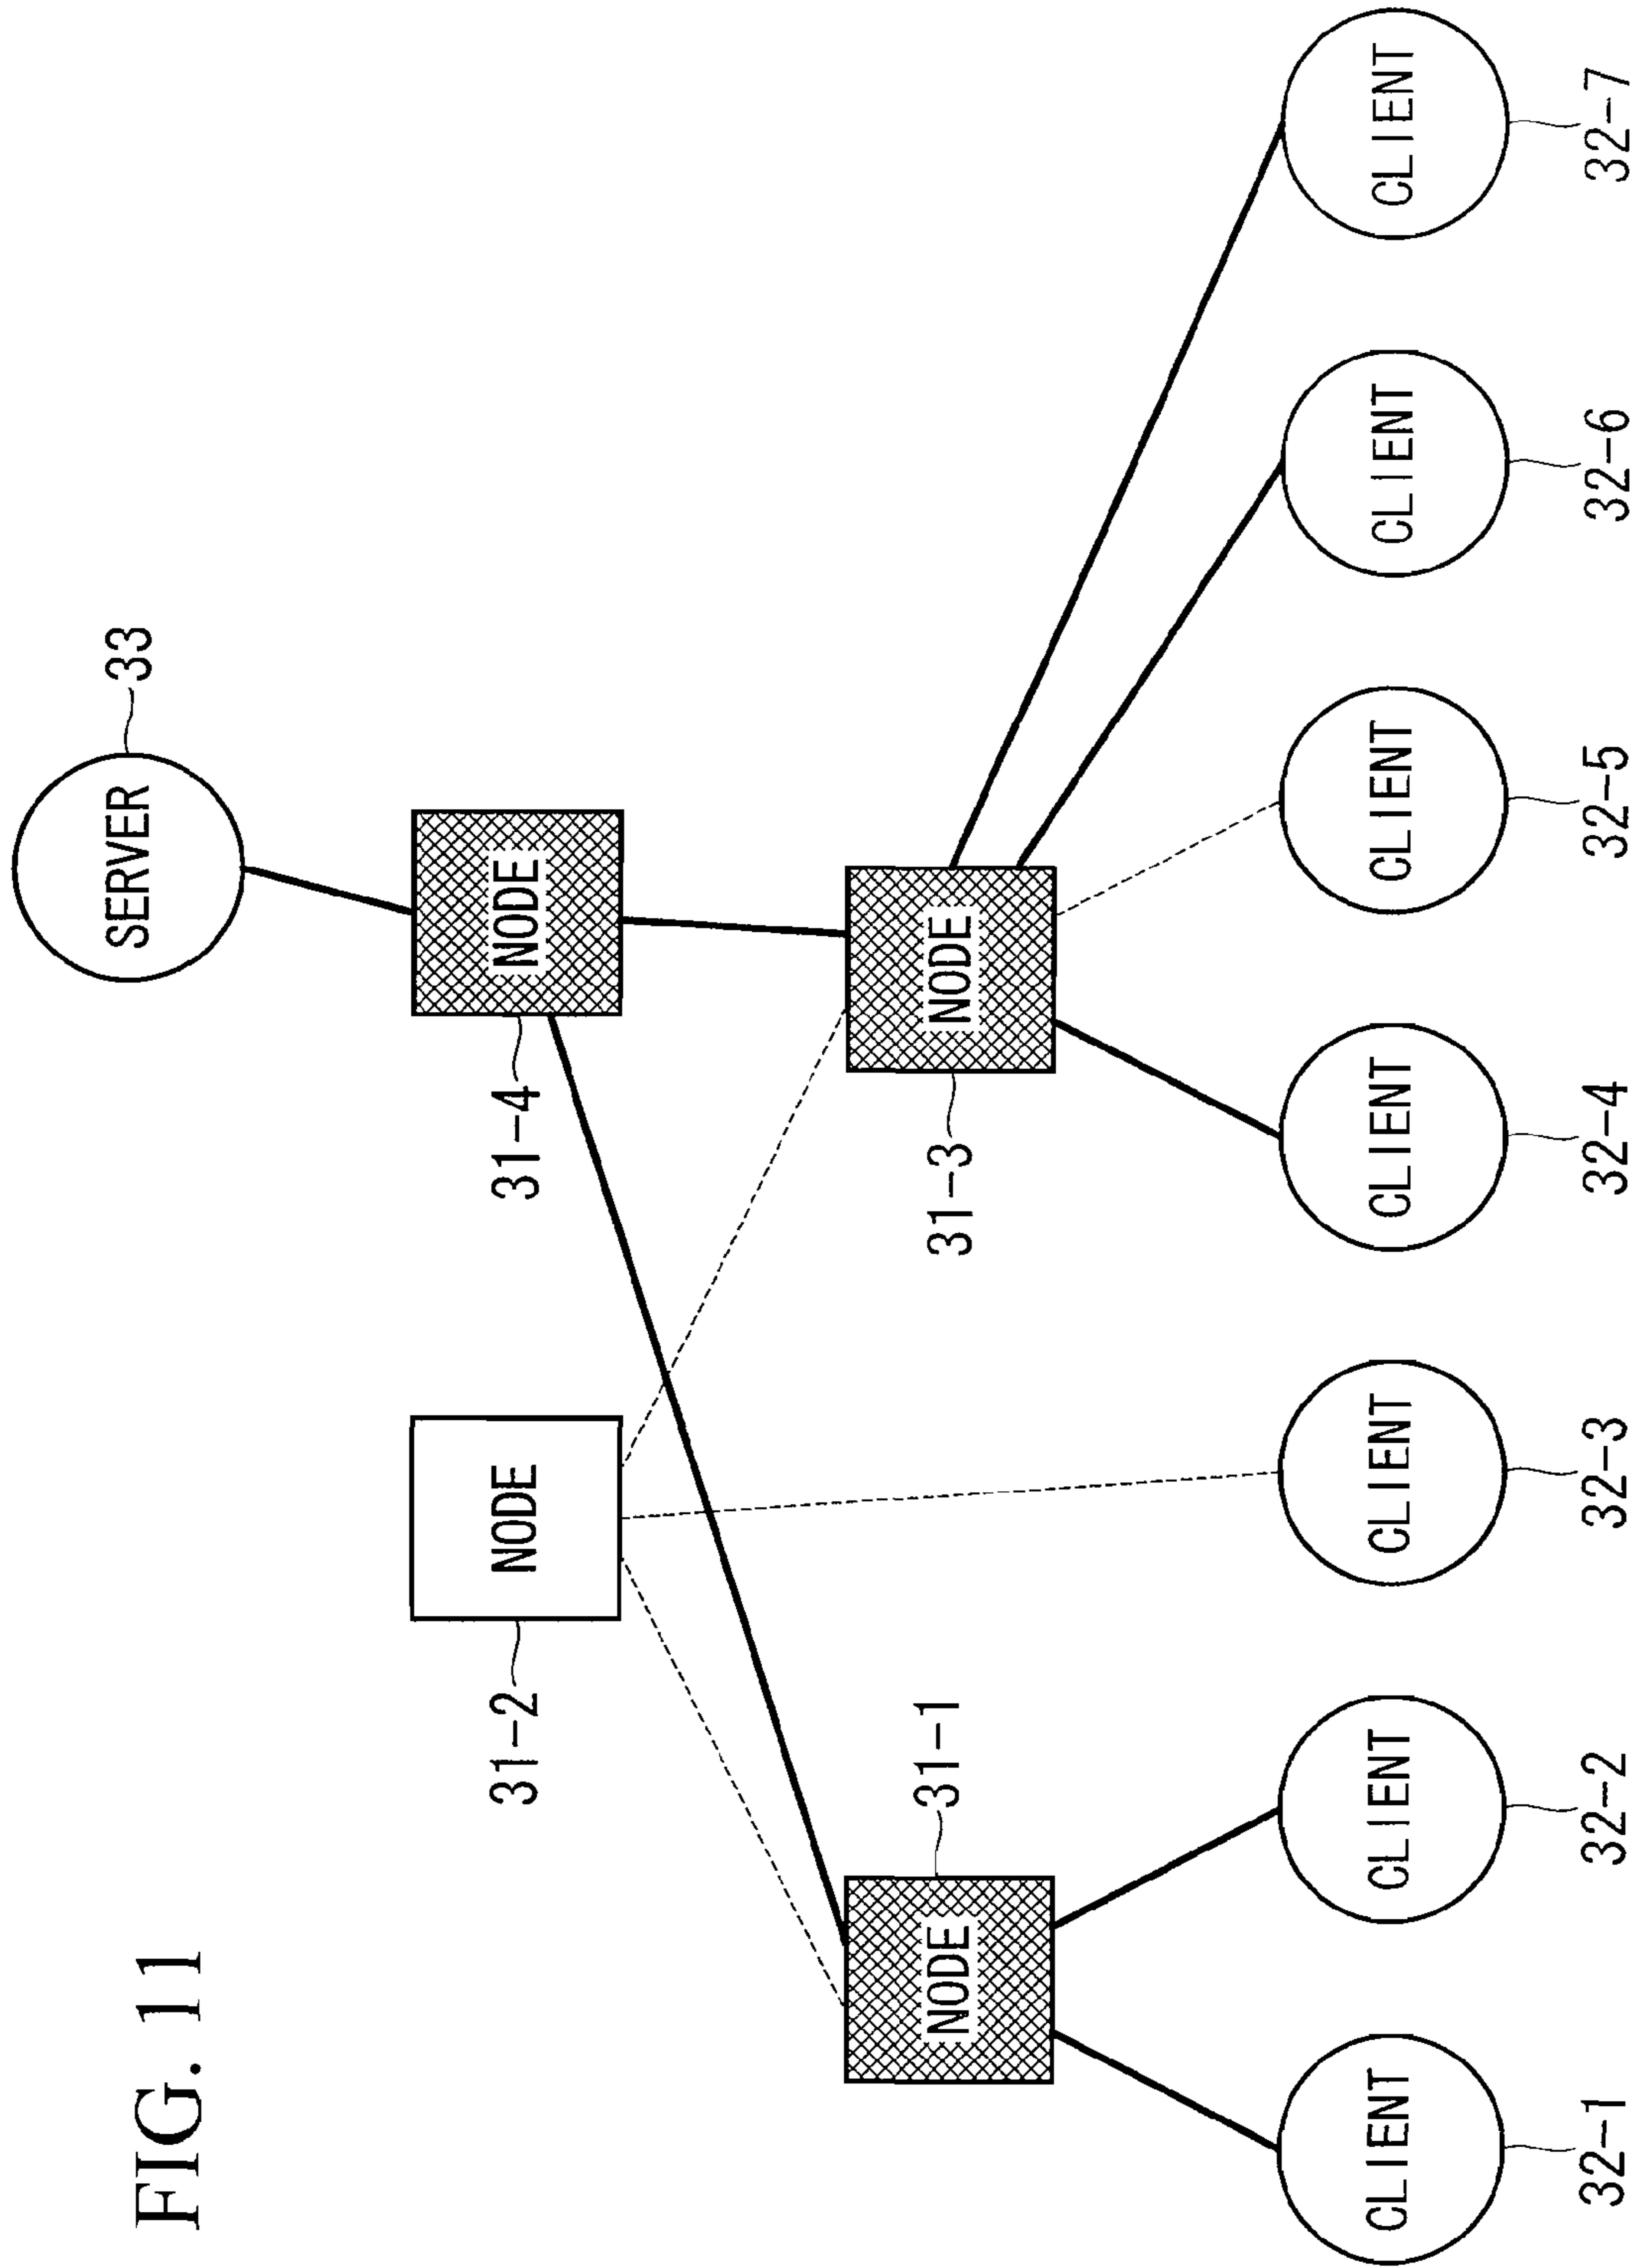 FIG. 11
SERVER
33
NODE
31-2
NODE
31-4
NODE
31-1
NODE
31-3
CLIENT
CLIENT
CLIENT
CLIENT
CLIENT
CLIENT
CLIENT
32-1
32-2
32-3
32-4
32-5
32-6
32-7